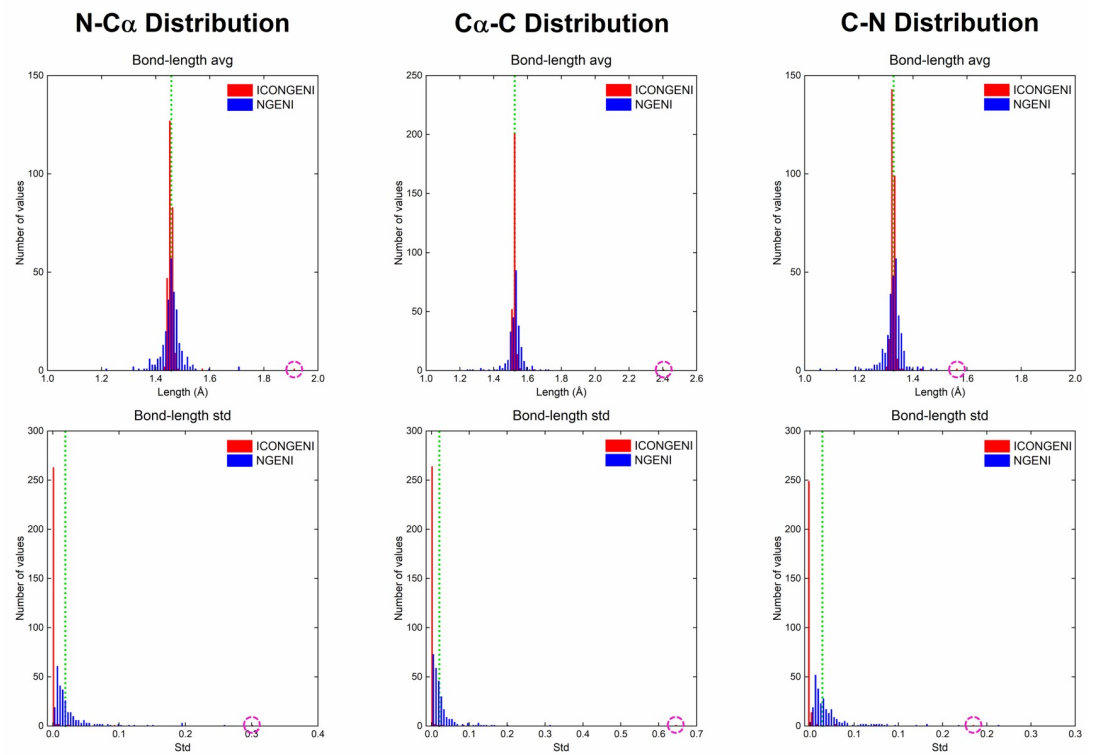 N-Cα Distribution
Cα-C Distribution
C-N Distribution
Bond-length avg
150
100
50
0
Number of values
ICONGENI
NGENI
1.0 1.2 1.4 1.6 1.8 2.0
Length (Å)
Bond-length avg
250
200
150
100
50
0
Number of values
ICONGENI
NGENI
1.0 1.2 1.4 1.6 1.8 2.0 2.2 2.4 2.6
Length (Å)
Bond-length avg
150
100
50
0
Number of values
ICONGENI
NGENI
1.0 1.2 1.4 1.6 1.8 2.0
Length (Å)
Bond-length std
300
250
200
150
100
50
0
Number of values
ICONGENI
NGENI
0.0 0.1 0.2 0.3 0.4
Std
Bond-length std
300
250
200
150
100
50
0
Number of values
ICONGENI
NGENI
0.0 0.1 0.2 0.3 0.4 0.5 0.6 0.7
Std
Bond-length std
300
250
200
150
100
50
0
Number of values
ICONGENI
NGENI
0.0 0.1 0.1 0.2 0.2 0.3 0.3
Std